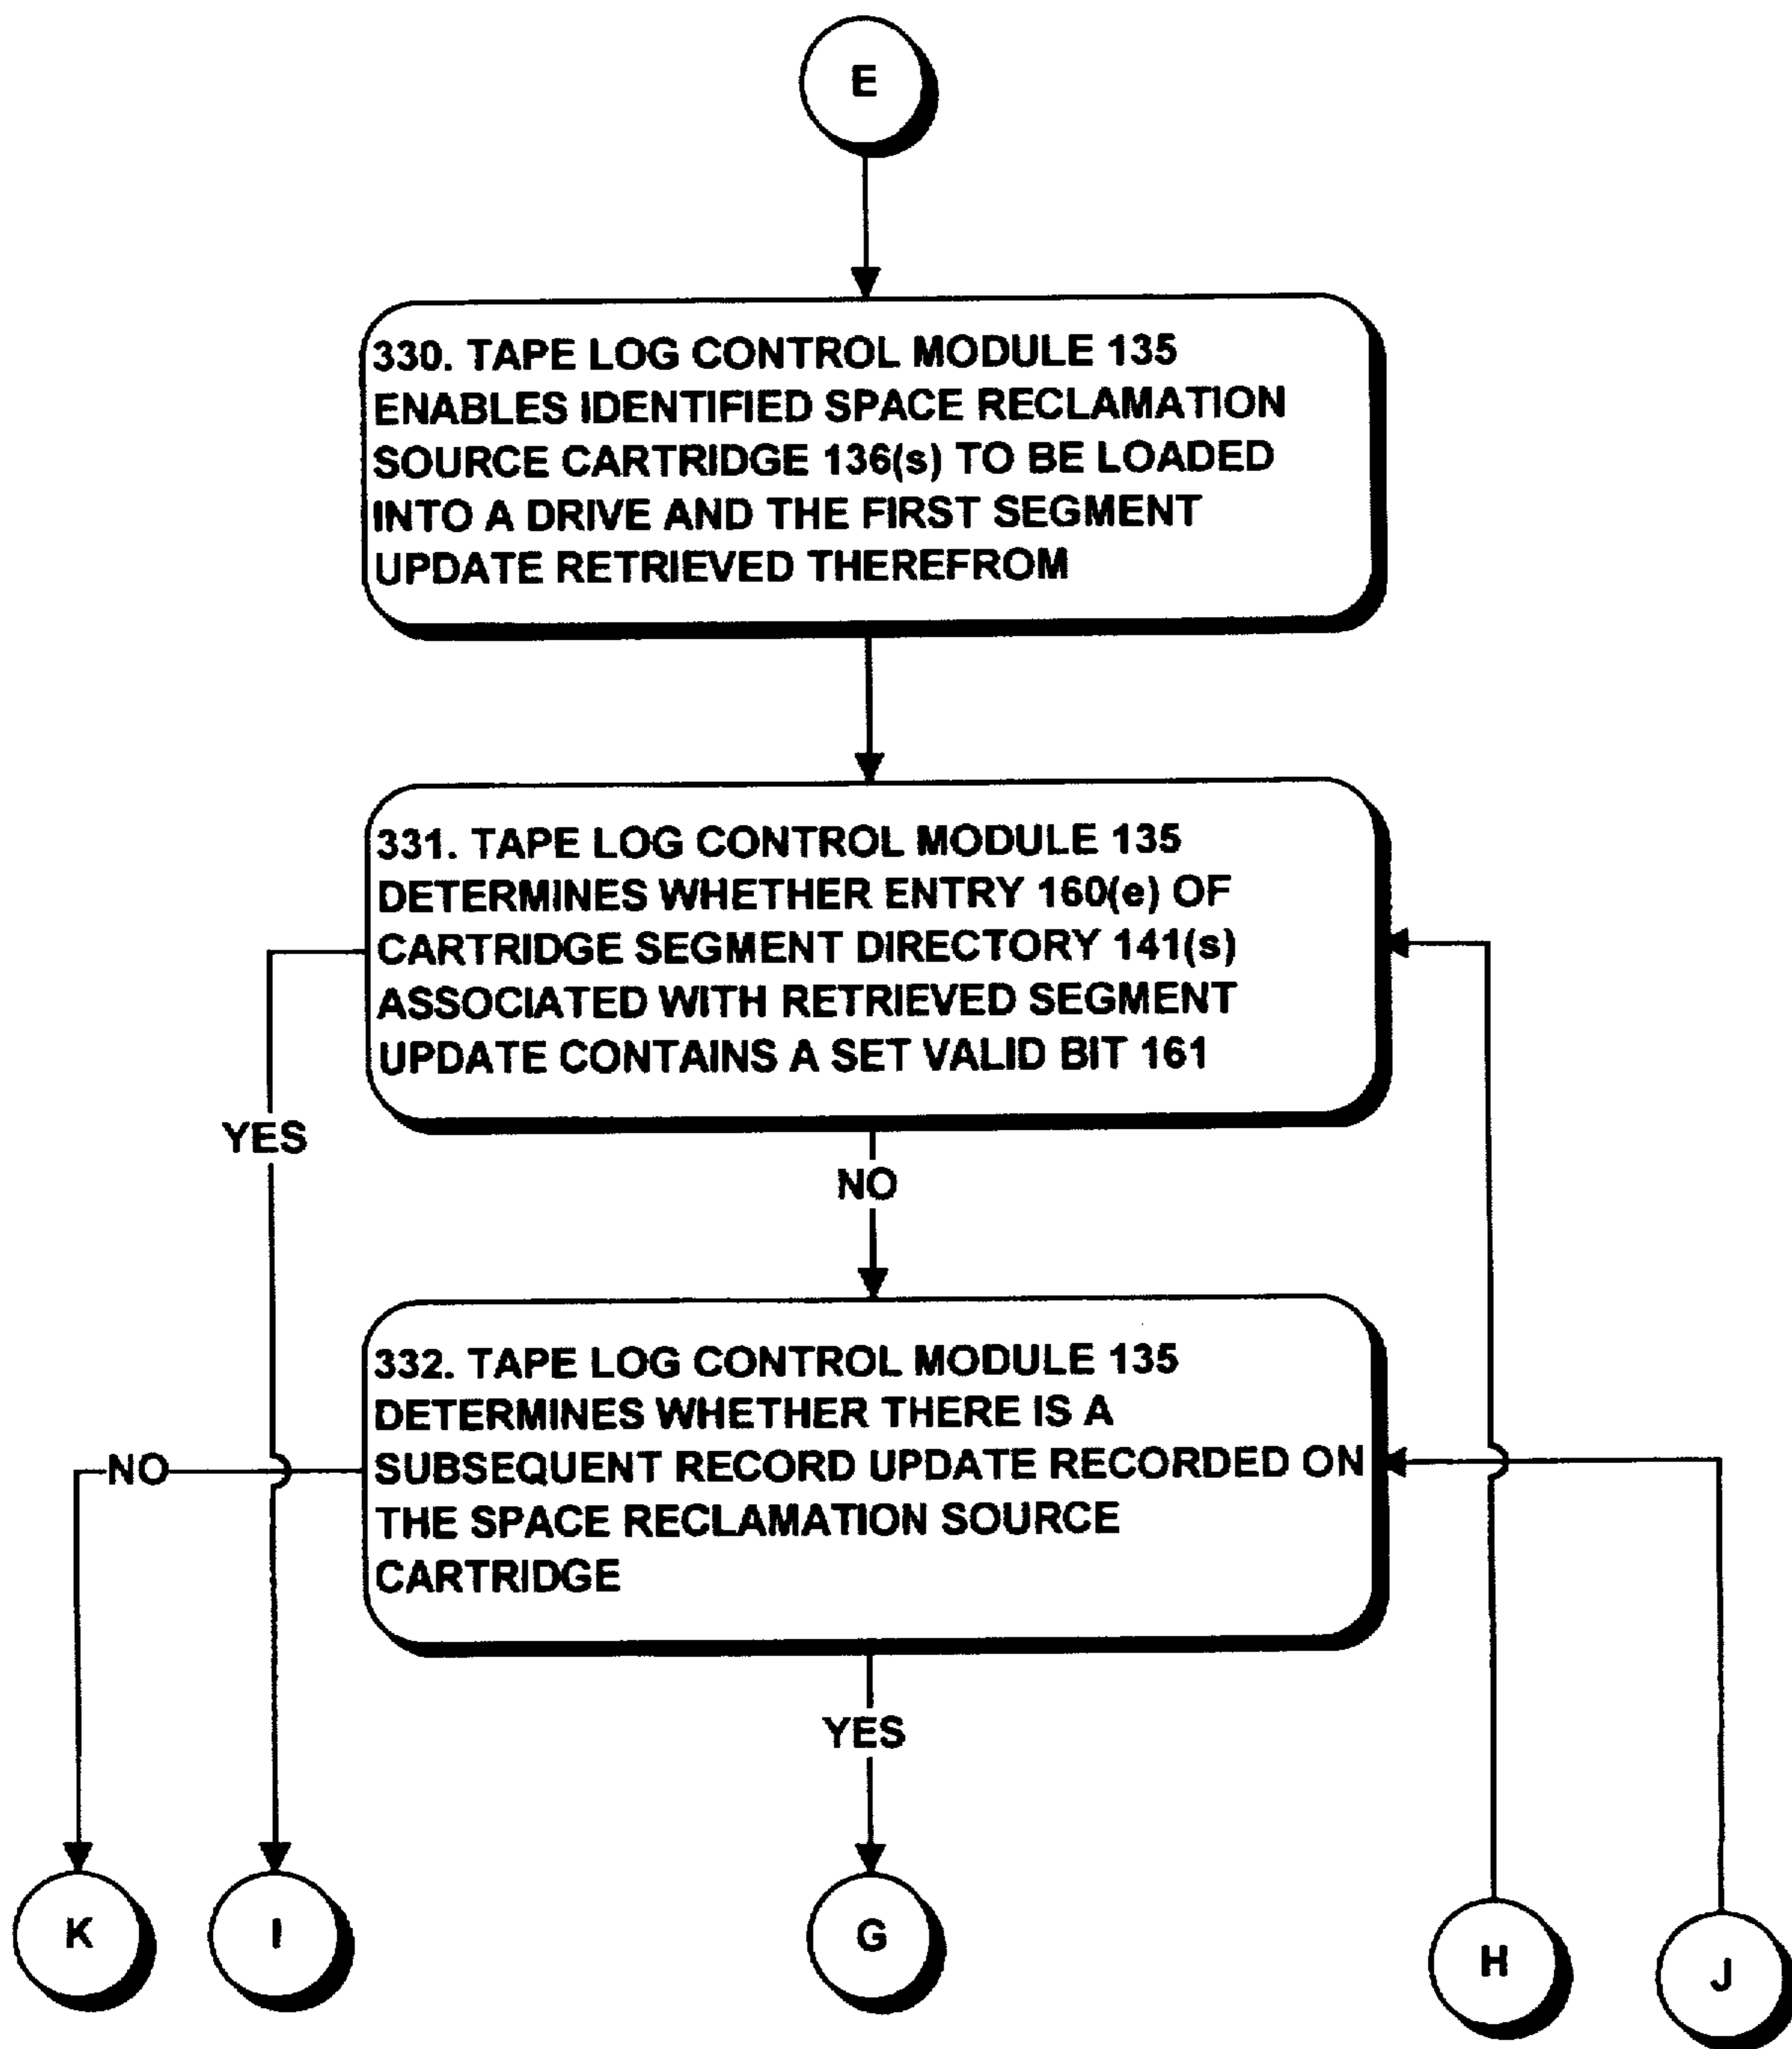 E
330. TAPE LOG CONTROL MODULE 135
ENABLES IDENTIFIED SPACE RECLAMATION
SOURCE CARTRIDGE 136(s) TO BE LOADED
INTO A DRIVE AND THE FIRST SEGMENT
UPDATE RETRIEVED THEREFROM
331. TAPE LOG CONTROL MODULE 135
DETERMINES WHETHER ENTRY 160(e) OF
CARTRIDGE SEGMENT DIRECTORY 141(s)
ASSOCIATED WITH RETRIEVED SEGMENT
UPDATE CONTAINS A SET VALID BIT 161
YES
NO
332. TAPE LOG CONTROL MODULE 135
DETERMINES WHETHER THERE IS A
SUBSEQUENT RECORD UPDATE RECORDED ON
THE SPACE RECLAMATION SOURCE
CARTRIDGE
NO
YES
K
I
G
H
J